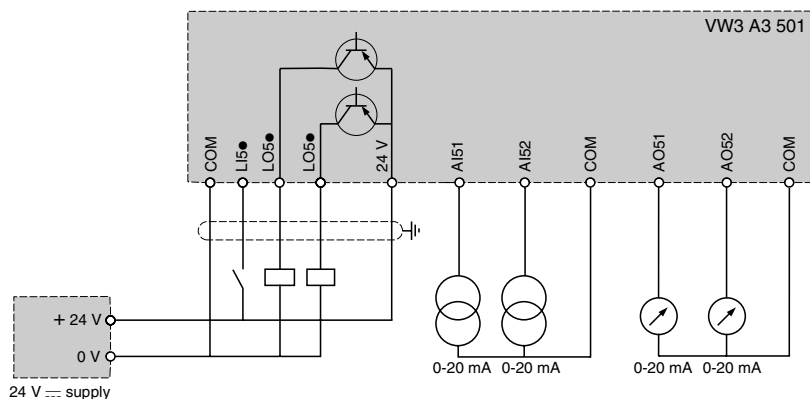 VW3 A3 501
COM
LI5●
LO5●
LO5●
24 V
AI51
AI52
COM
AO51
AO52
COM
+ 24 V
0 V
0-20 mA 0-20 mA
0-20 mA 0-20 mA
24 V ⎓ supply